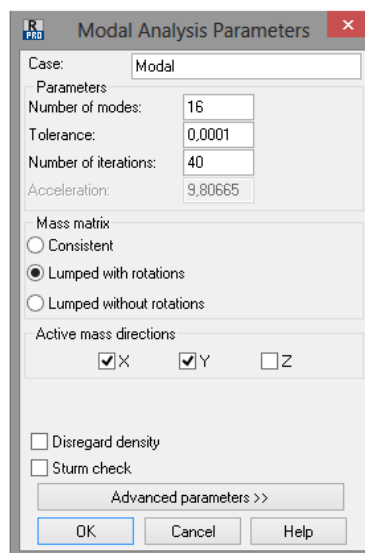 R
PRO
Modal Analysis Parameters
Case: Modal
Parameters
Number of modes: 16
Tolerance: 0,0001
Number of iterations: 40
Acceleration: 9,80665
Mass matrix
Consistent
Lumped with rotations
Lumped without rotations
Active mass directions
X Y Z
Disregard density
Sturm check
Advanced parameters >>
OK Cancel Help